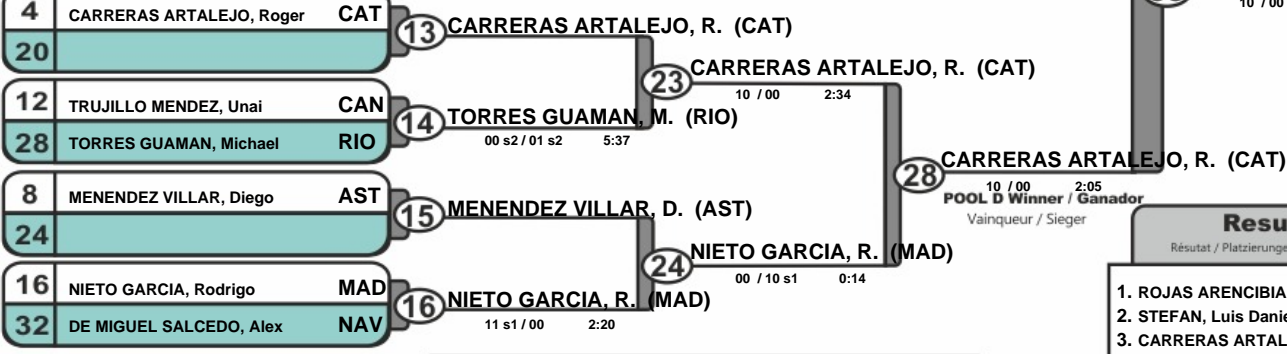 4 CARRERAS ARTALEJO, Roger CAT
20
13 CARRERAS ARTALEJO, R. (CAT)
12 TRUJILLO MENDEZ, Unai CAN
28 TORRES GUAMAN, Michael RIO
14 TORRES GUAMAN, M. (RIO)
00 s2 / 01 s2 5:37
23 CARRERAS ARTALEJO, R. (CAT)
10 / 00 2:34
8 MENENDEZ VILLAR, Diego AST
24
15 MENENDEZ VILLAR, D. (AST)
16 NIETO GARCIA, Rodrigo MAD
32 DE MIGUEL SALCEDO, Alex NAV
16 NIETO GARCIA, R. (MAD)
11 s1 / 00 2:20
24 NIETO GARCIA, R. (MAD)
00 / 10 s1 0:14
28 CARRERAS ARTALEJO, R. (CAT)
10 / 00 2:05
POOL D Winner / Ganador
Vainqueur / Sieger
10 / 00
Resu
Résutat / Platzierunge
1. ROJAS ARENCIBIA
2. STEFAN, Luis Danie
3. CARRERAS ARTAL